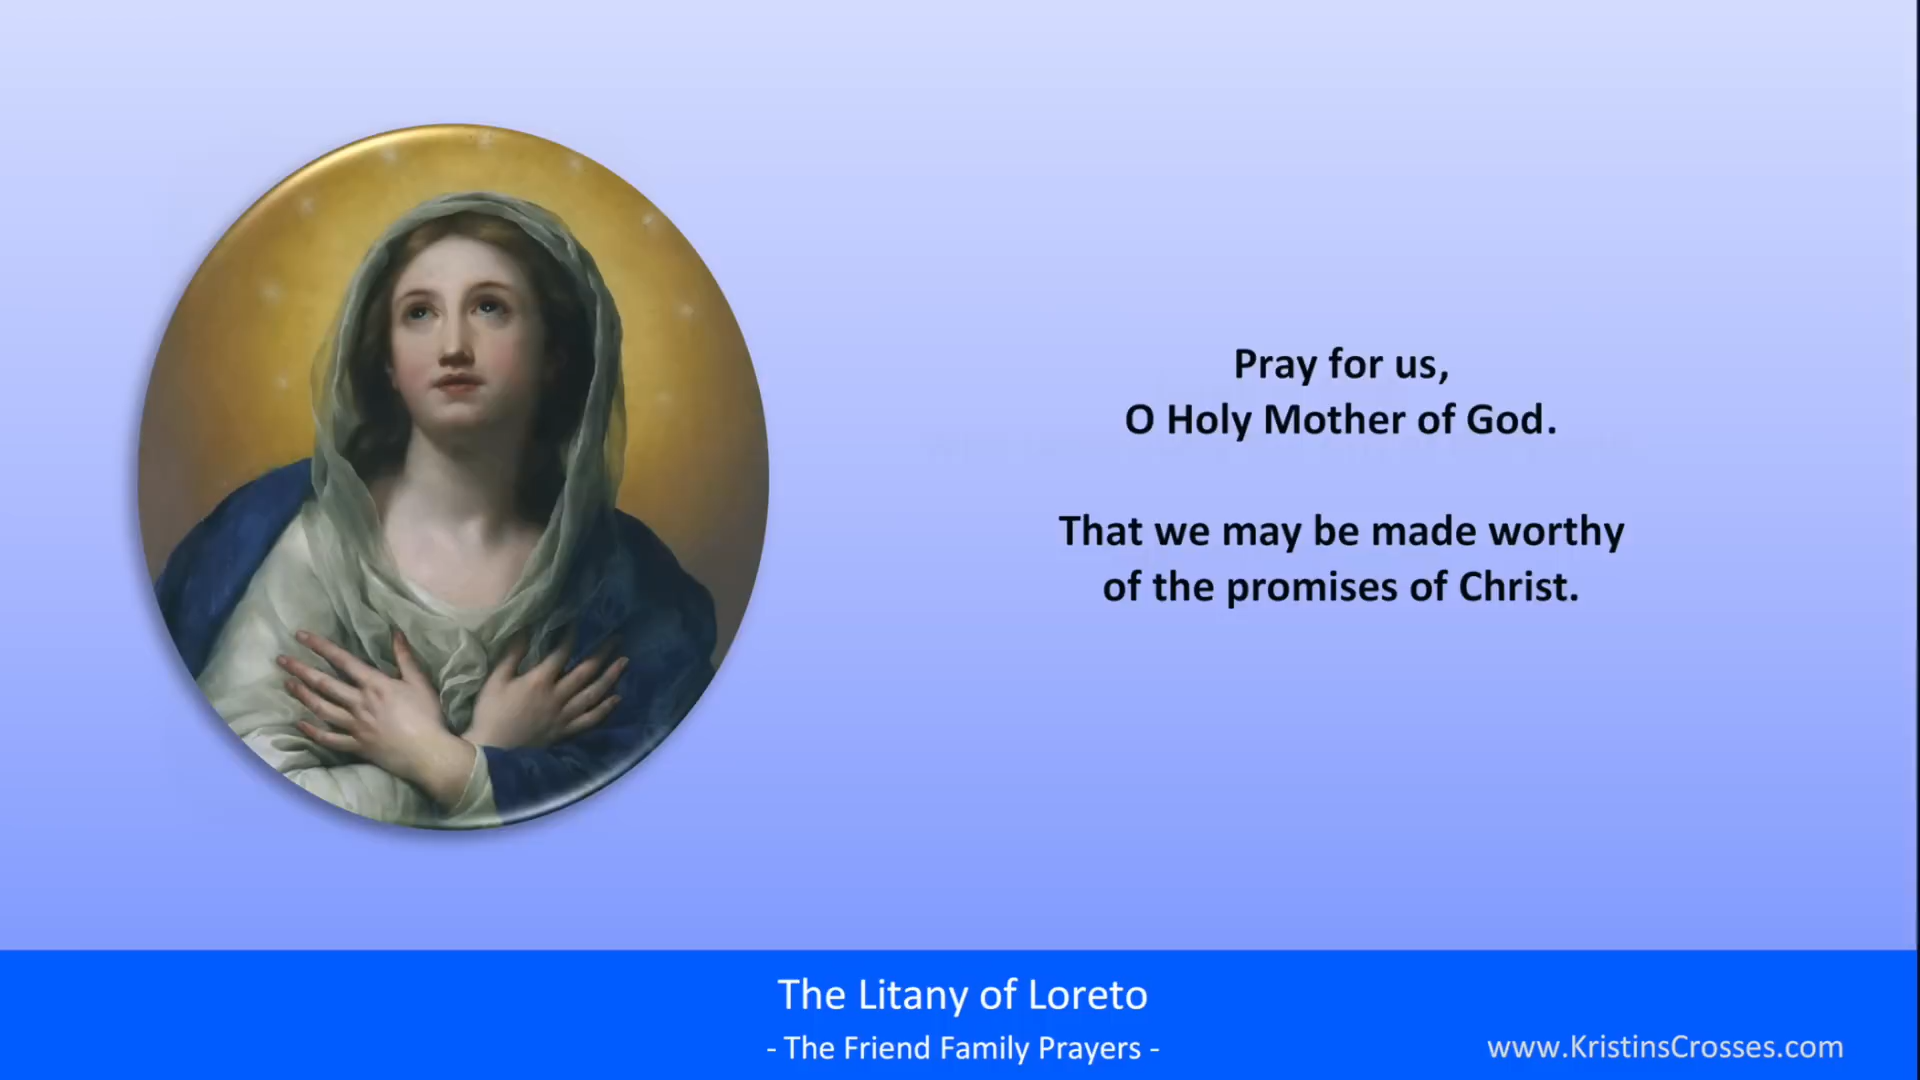 Pray for us,
O Holy Mother of God.
That we may be made worthy
of the promises of Christ.
The Litany of Loreto
- The Friend Family Prayers -
www.KristinsCrosses.com